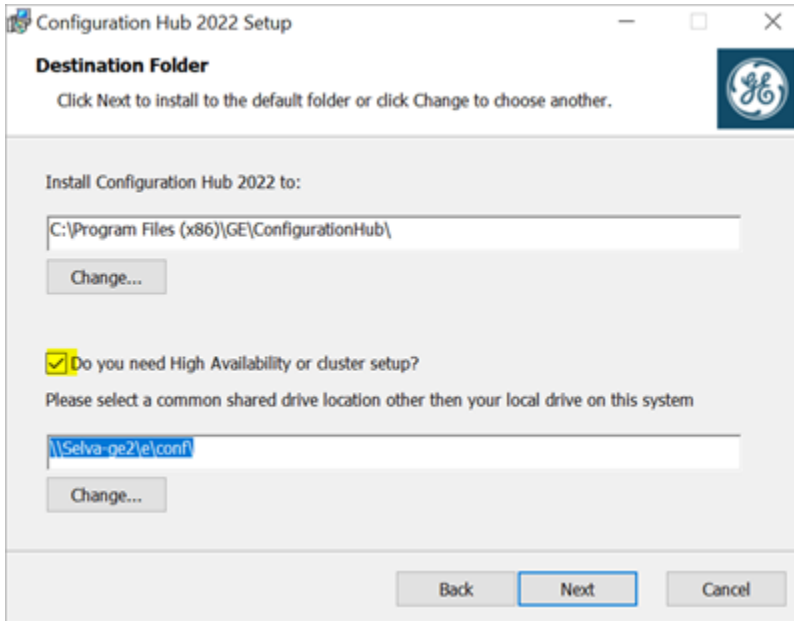 Configuration Hub 2022 Setup
Destination Folder
Click Next to install to the default folder or click Change to choose another.
Install Configuration Hub 2022 to:
C:\Program Files (x86)\GE\ConfigurationHub\
Change...
Do you need High Availability or cluster setup?
Please select a common shared drive location other then your local drive on this system
\\Selva-ge2\e\conf\
Change...
Back Next Cancel